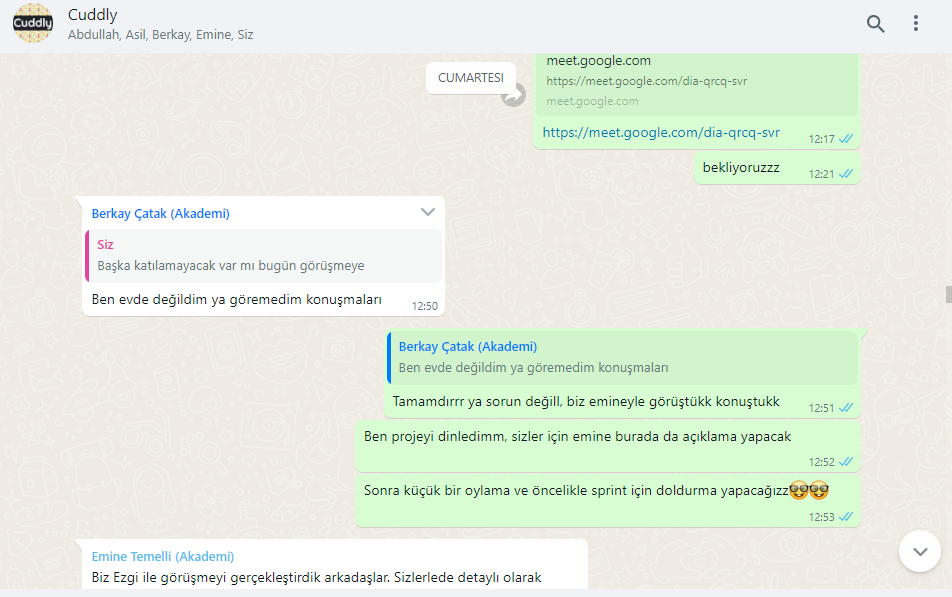 Cuddly
Cuddly
Abdullah, Asil, Berkay, Emine, Siz
CUMARTESI
meet.google.com
https://meet.google.com/dia-qrcq-svr
meet.google.com
https://meet.google.com/dia-qrcq-svr
12:17
bekliyoruzzz
12:21
Berkay Çatak (Akademi)
Siz
Başka katılamayacak var mı bugün görüşmeye
Ben evde değildim ya göremedim konuşmaları
12:50
Berkay Çatak (Akademi)
Ben evde değildim ya göremedim konuşmaları
Tamamdırrr ya sorun değill, biz emineyle görüştükk konuştukk
12:51
Ben projeyi dinledimm, sizler için emine burada da açıklama yapacak
12:52
Sonra küçük bir oylama ve öncelikle sprint için doldurma yapacağızz🤓🤓
12:53
Emine Temelli (Akademi)
Biz Ezgi ile görüşmeyi gerçekleştirdik arkadaşlar. Sizlerlede detaylı olarak